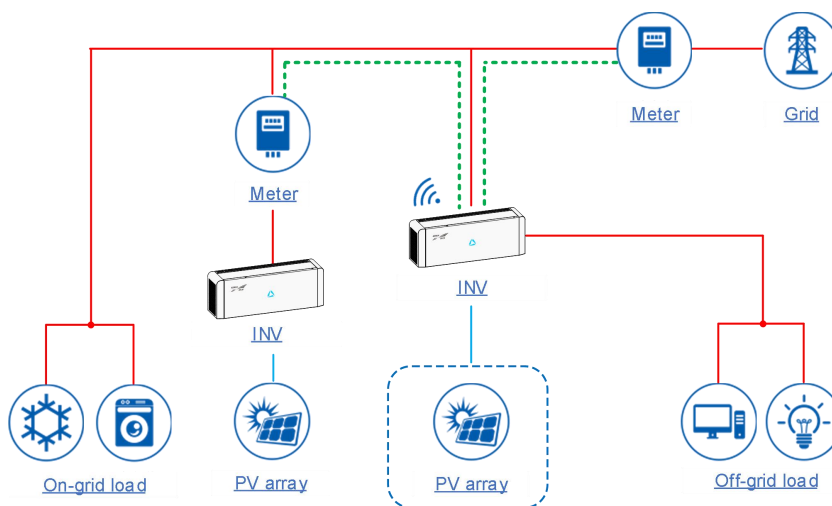 Meter
Grid
Meter
INV
INV
On-grid load
PV array
PV array
Off-grid load